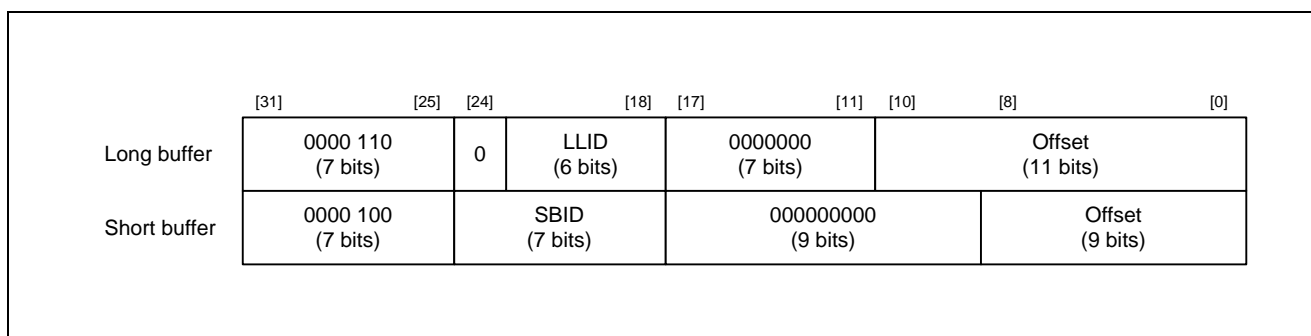 [31] [25] [24] [18] [17] [11] [10] [8] [0]
Long buffer 0000 110 0 LLID 0000000 Offset
(7 bits) (6 bits) (7 bits) (11 bits)
Short buffer 0000 100 SBID 000000000 Offset
(7 bits) (7 bits) (9 bits) (9 bits)